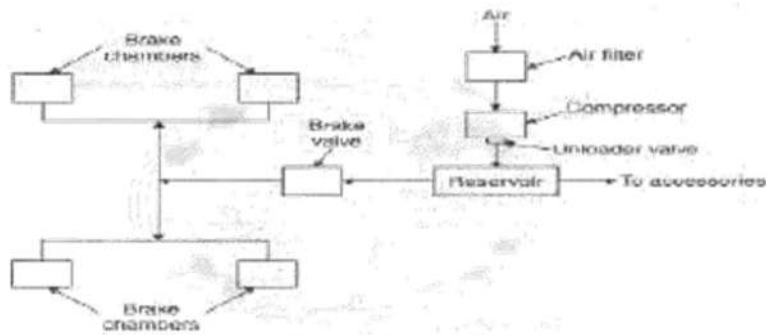 Air
Brake
chambers
Air filter
Compressor
Brake
valve
Unloader valve
Reservoir
To accessories
Brake
chambers